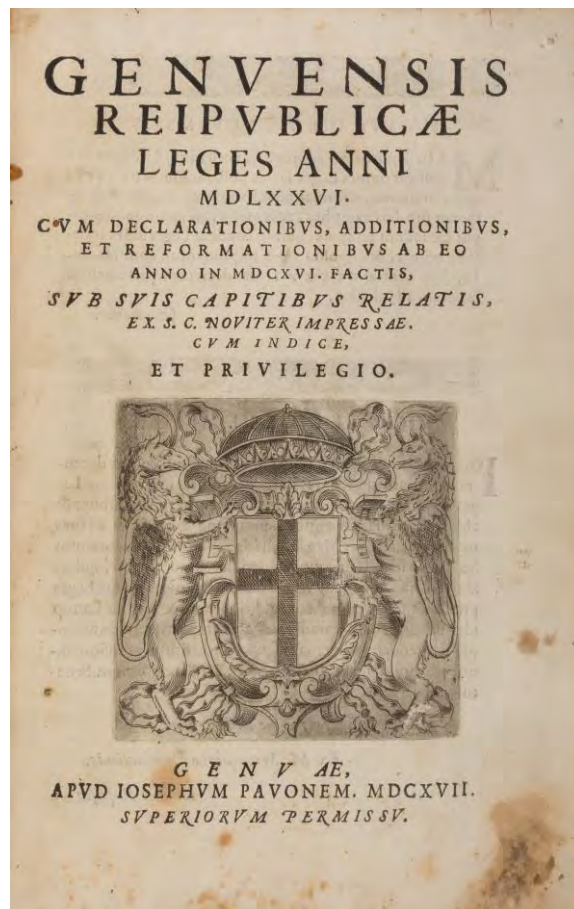 GENVENSIS
REIPVBLICÆ
LEGES ANNI
MDLXXVI.
CVM DECLARATIONIBVS, ADDITIONIBVS,
ET REFORMATIONIBVS AB EO
ANNO IN MDCXVI. FACTIS,
SVB SVIS CAPITIBVS RELATIS,
EX. S. C. NOVITER IMPRESSAE.
CVM INDICE,
ET PRIVILEGIO.
GENVAE,
APVD IOSEPHVM PAVONEM. MDCXVII.
SVPERIORVM PERMISSV.